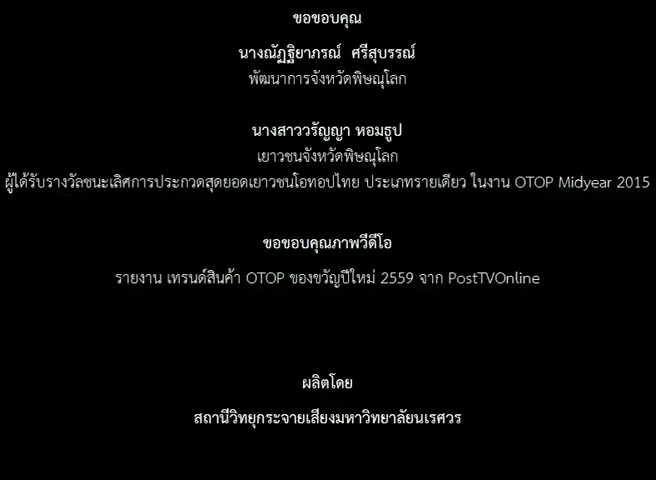 ขอขอบคุณ
นางณัฏฐิยาภรณ์ ศรีสุบรรณ์
พัฒนาการจังหวัดพิษณุโลก
นางสาววรัญญา หอมธูป
เยาวชนจังหวัดพิษณุโลก
ผู้ได้รับรางวัลชนะเลิศการประกวดสุดยอดเยาวชนโอทอปไทย ประเภทรายเดียว ในงาน OTOP Midyear 2015
ขอขอบคุณภาพวีดีโอ
รายงาน เทรนด์สินค้า OTOP ของขวัญปีใหม่ 2559 จาก PostTVOnline
ผลิตโดย
สถานีวิทยุกระจายเสียงมหาวิทยาลัยนเรศวร